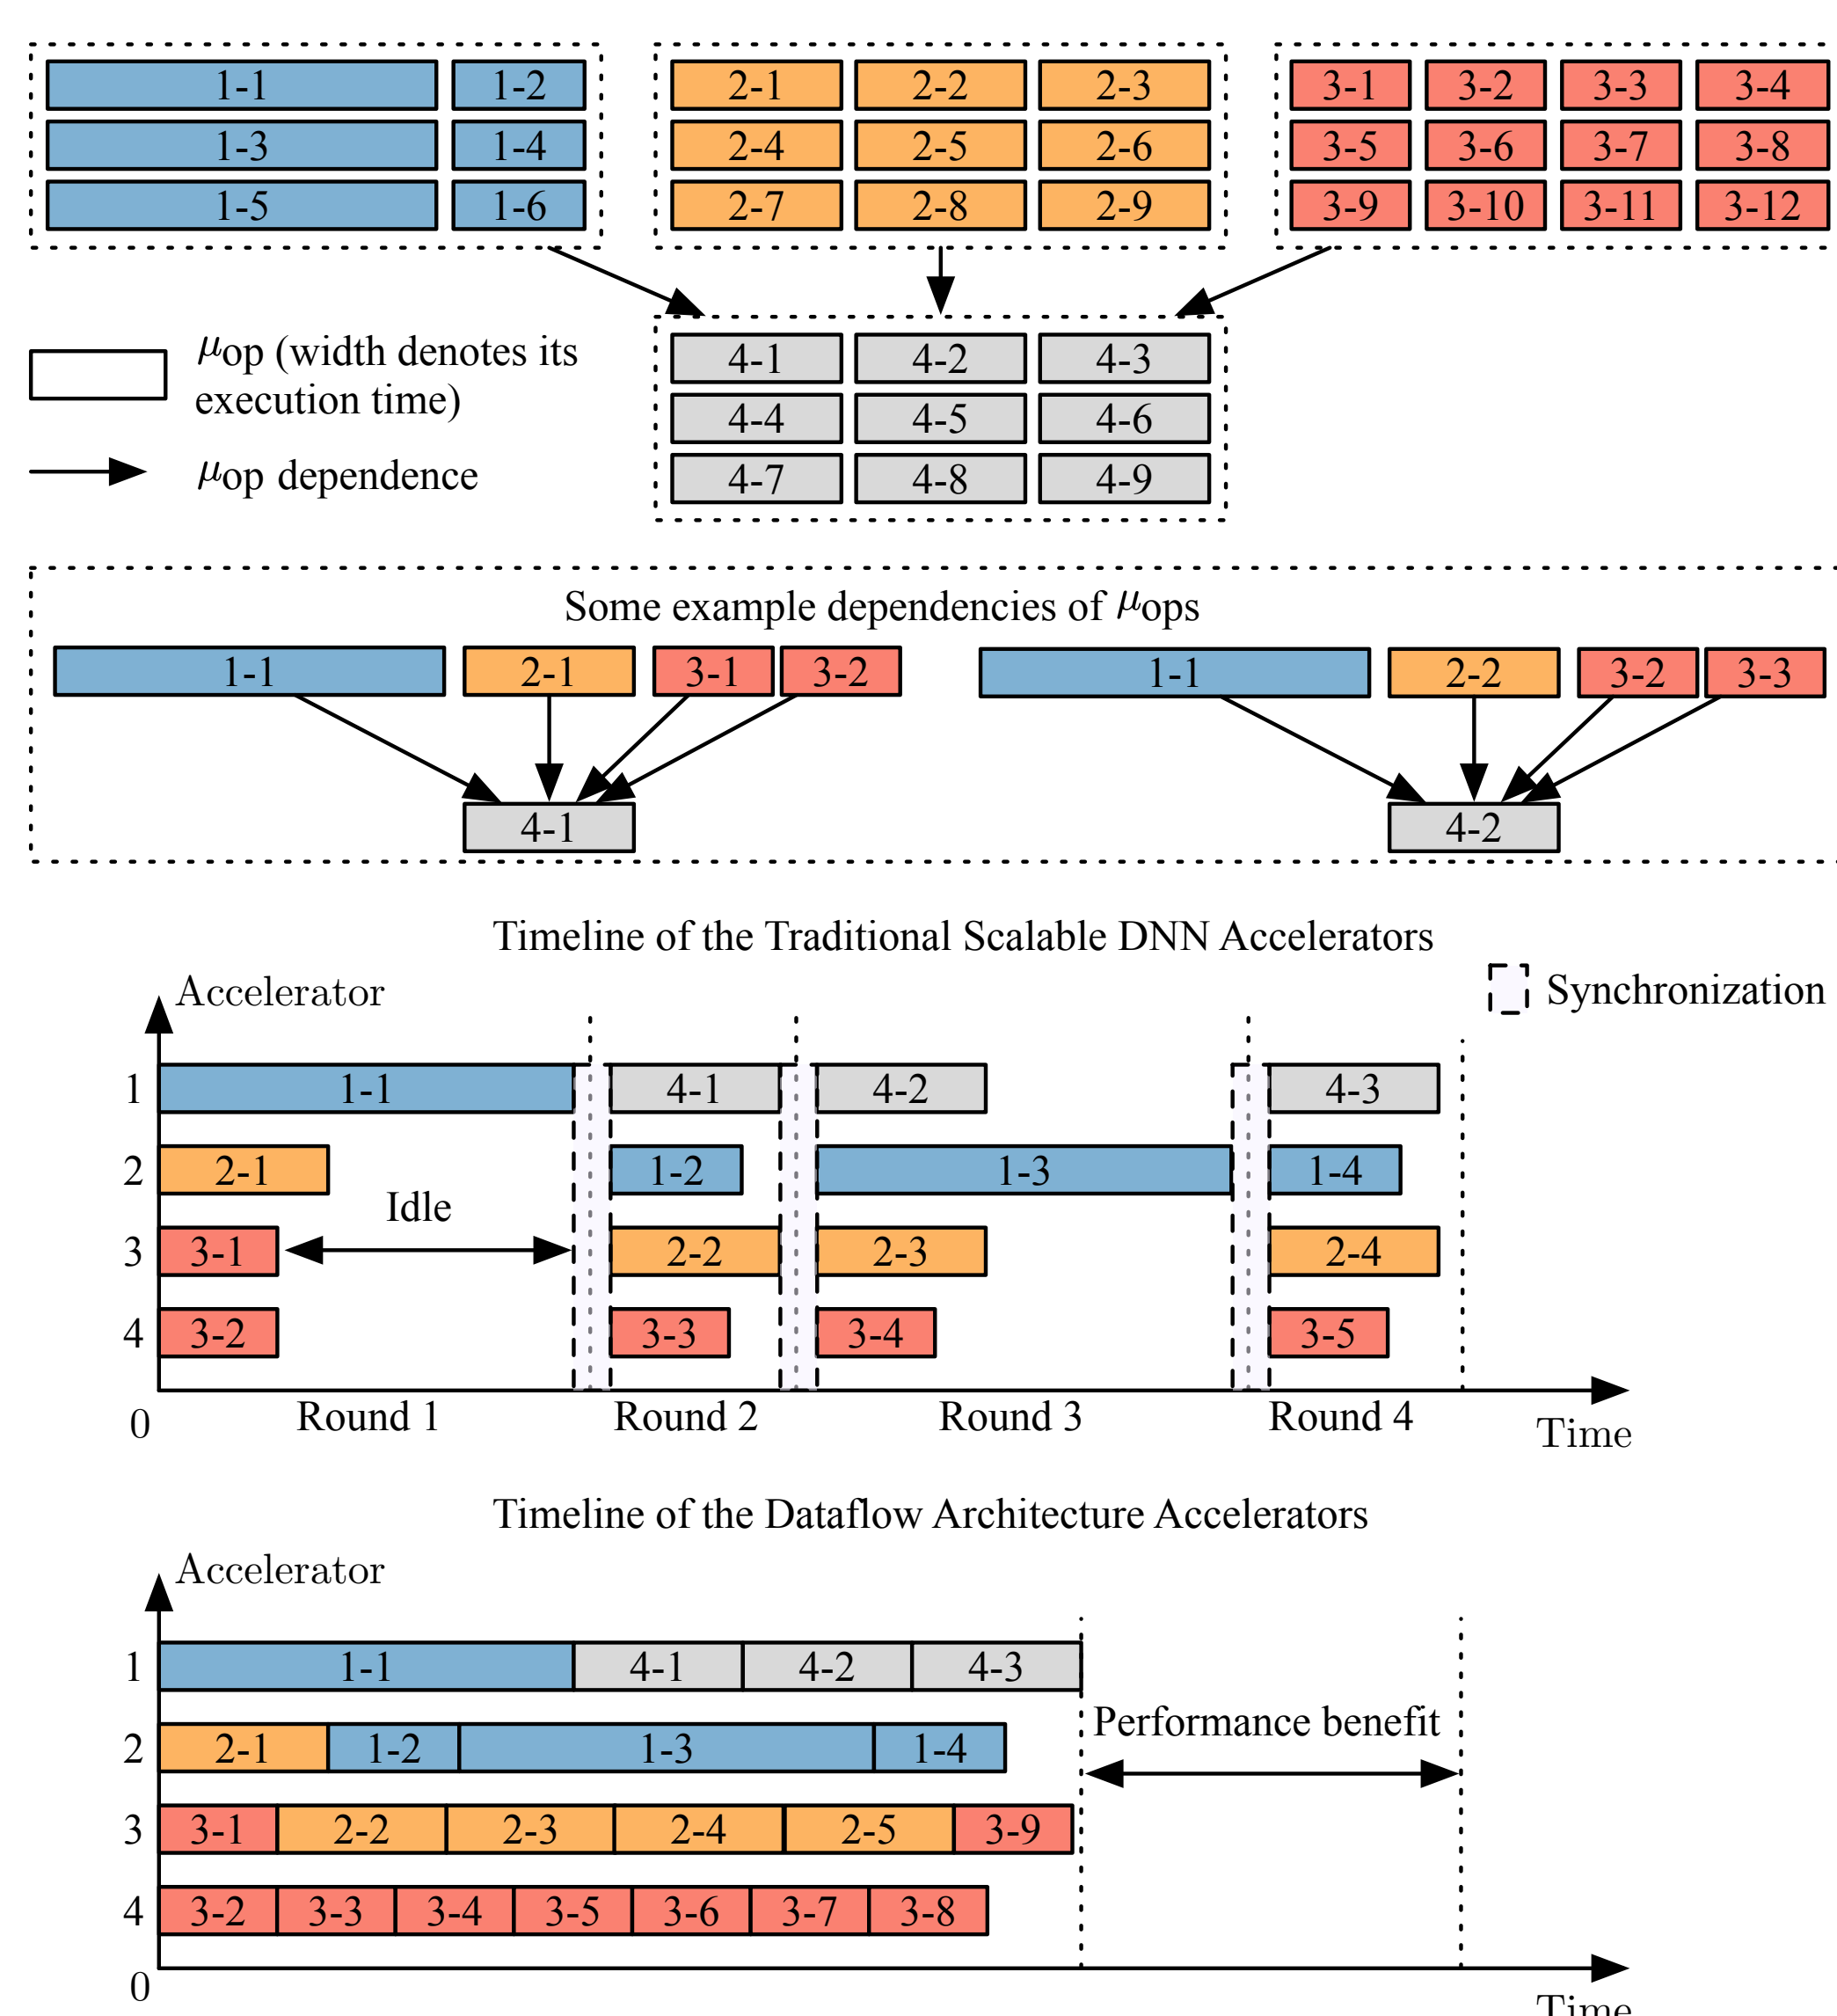 1-1 1-2 2-1 2-2 2-3 3-1 3-2 3-3 3-4
1-3 1-4 2-4 2-5 2-6 3-5 3-6 3-7 3-8
1-5 1-6 2-7 2-8 2-9 3-9 3-10 3-11 3-12
μop (width denotes its
execution time)
μop dependence
4-1 4-2 4-3
4-4 4-5 4-6
4-7 4-8 4-9
Some example dependencies of μops
1-1 2-1 3-1 3-2 1-1 2-2 3-2 3-3
4-1 4-2
Timeline of the Traditional Scalable DNN Accelerators
Accelerator
Synchronization
1 1-1 4-1 4-2 4-3
2 2-1 1-2 1-3 1-4
Idle
3 3-1 2-2 2-3 2-4
4 3-2 3-3 3-4 3-5
0 Round 1 Round 2 Round 3 Round 4
Time
Timeline of the Dataflow Architecture Accelerators
Accelerator
1 1-1 4-1 4-2 4-3
Performance benefit
2 2-1 1-2 1-3 1-4
3 3-1 2-2 2-3 2-4 2-5 3-9
4 3-2 3-3 3-4 3-5 3-6 3-7 3-8
0
Time